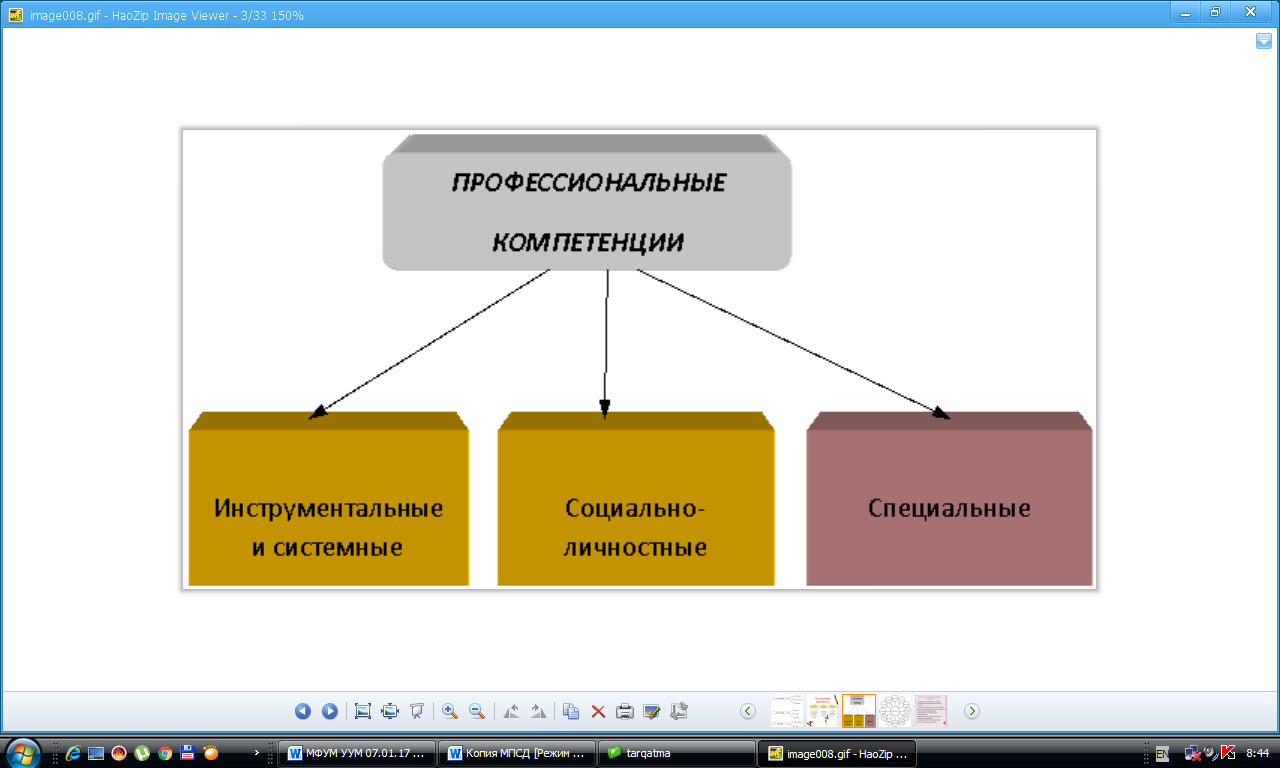 image008.gif - HaoZip Image Viewer - 3/33 150%
ПРОФЕССИОНАЛЬНЫЕ
КОМПЕТЕНЦИИ
Инструментальные
и системные
Социально-
личностные
Специальные
МФУМ УУМ 07.01.17 ...
Копия МПСД [Режим ...
tarqatma
image008.gif - HaoZip ...
8:44